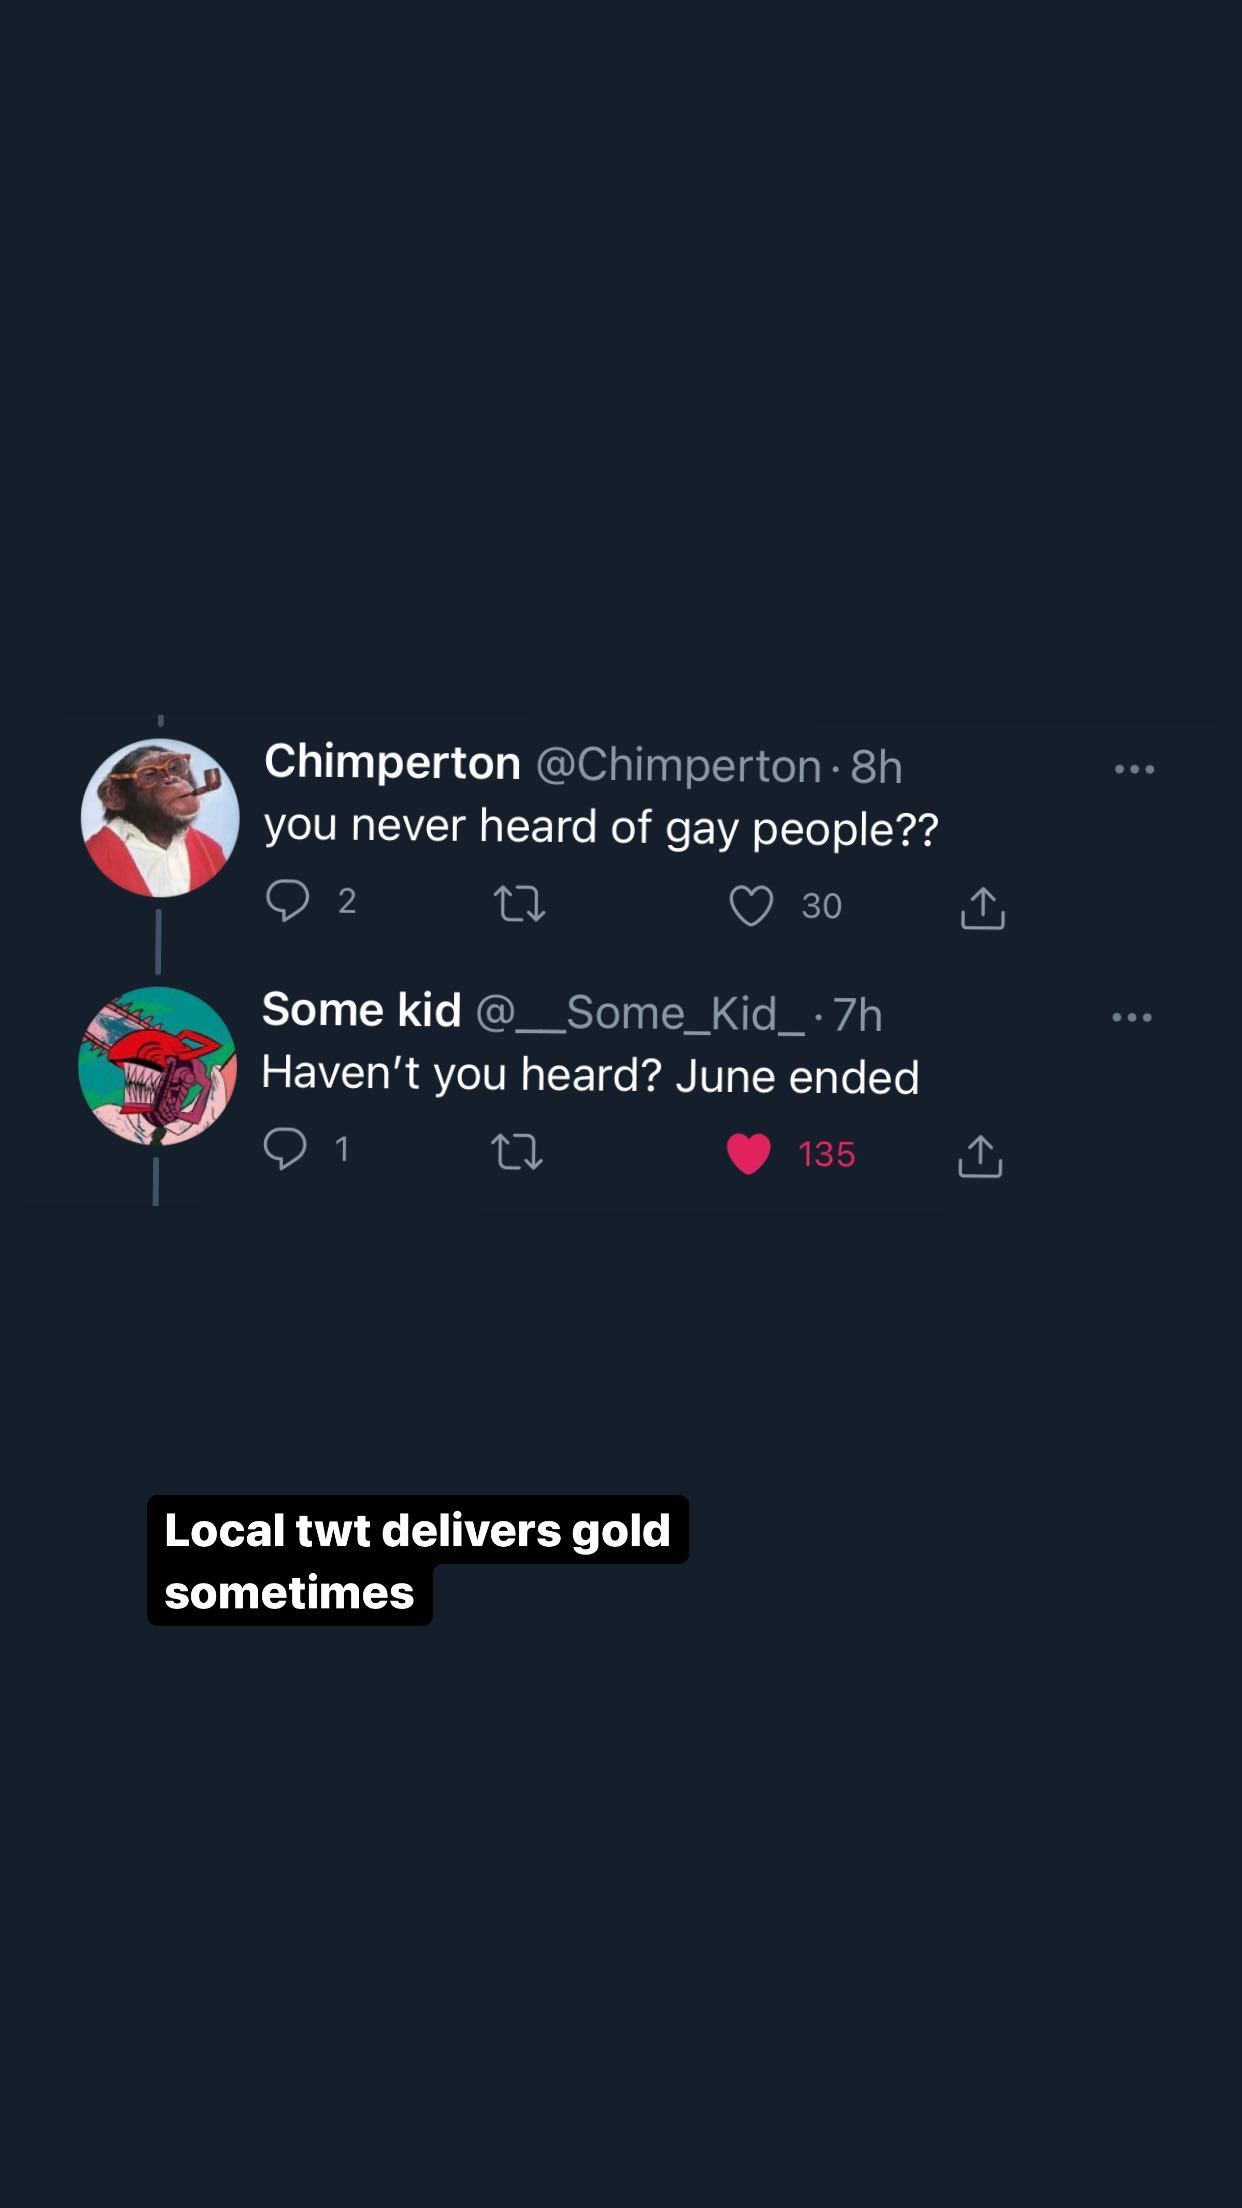 Chimperton @Chimperton · 8h
you never heard of gay people??
2 30
Some kid @__Some_Kid_ · 7h
Haven’t you heard? June ended
1 135
Local twt delivers gold
sometimes